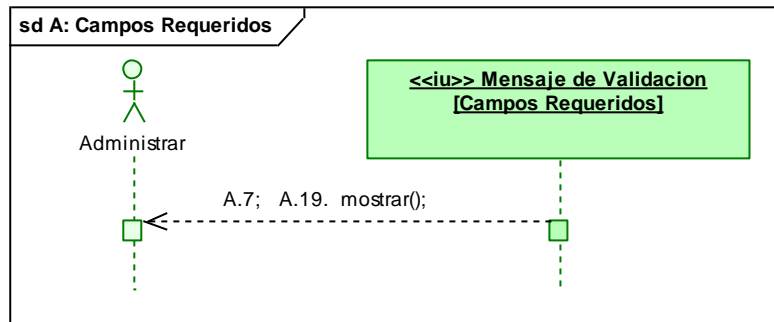 sd A: Campos Requeridos
<<iu>> Mensaje de Validacion
[Campos Requeridos]
Administrar
A.7; A.19. mostrar();